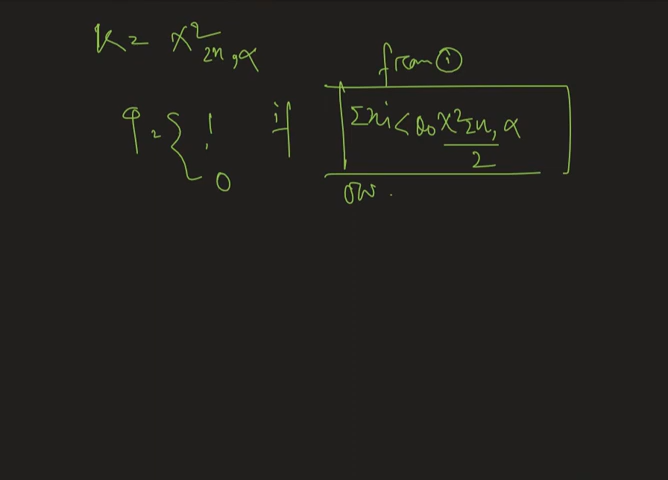 K = χ²₂ₙ,α
from ①
φ = { 1 if Σxi < θ₀ χ²₂ₙ,α / 2
0 ow.